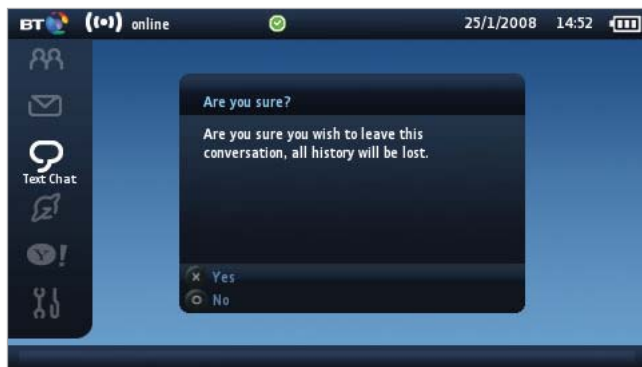 BT online 25/1/2008 14:52
Text Chat
Are you sure?
Are you sure you wish to leave this
conversation, all history will be lost.
Yes
No